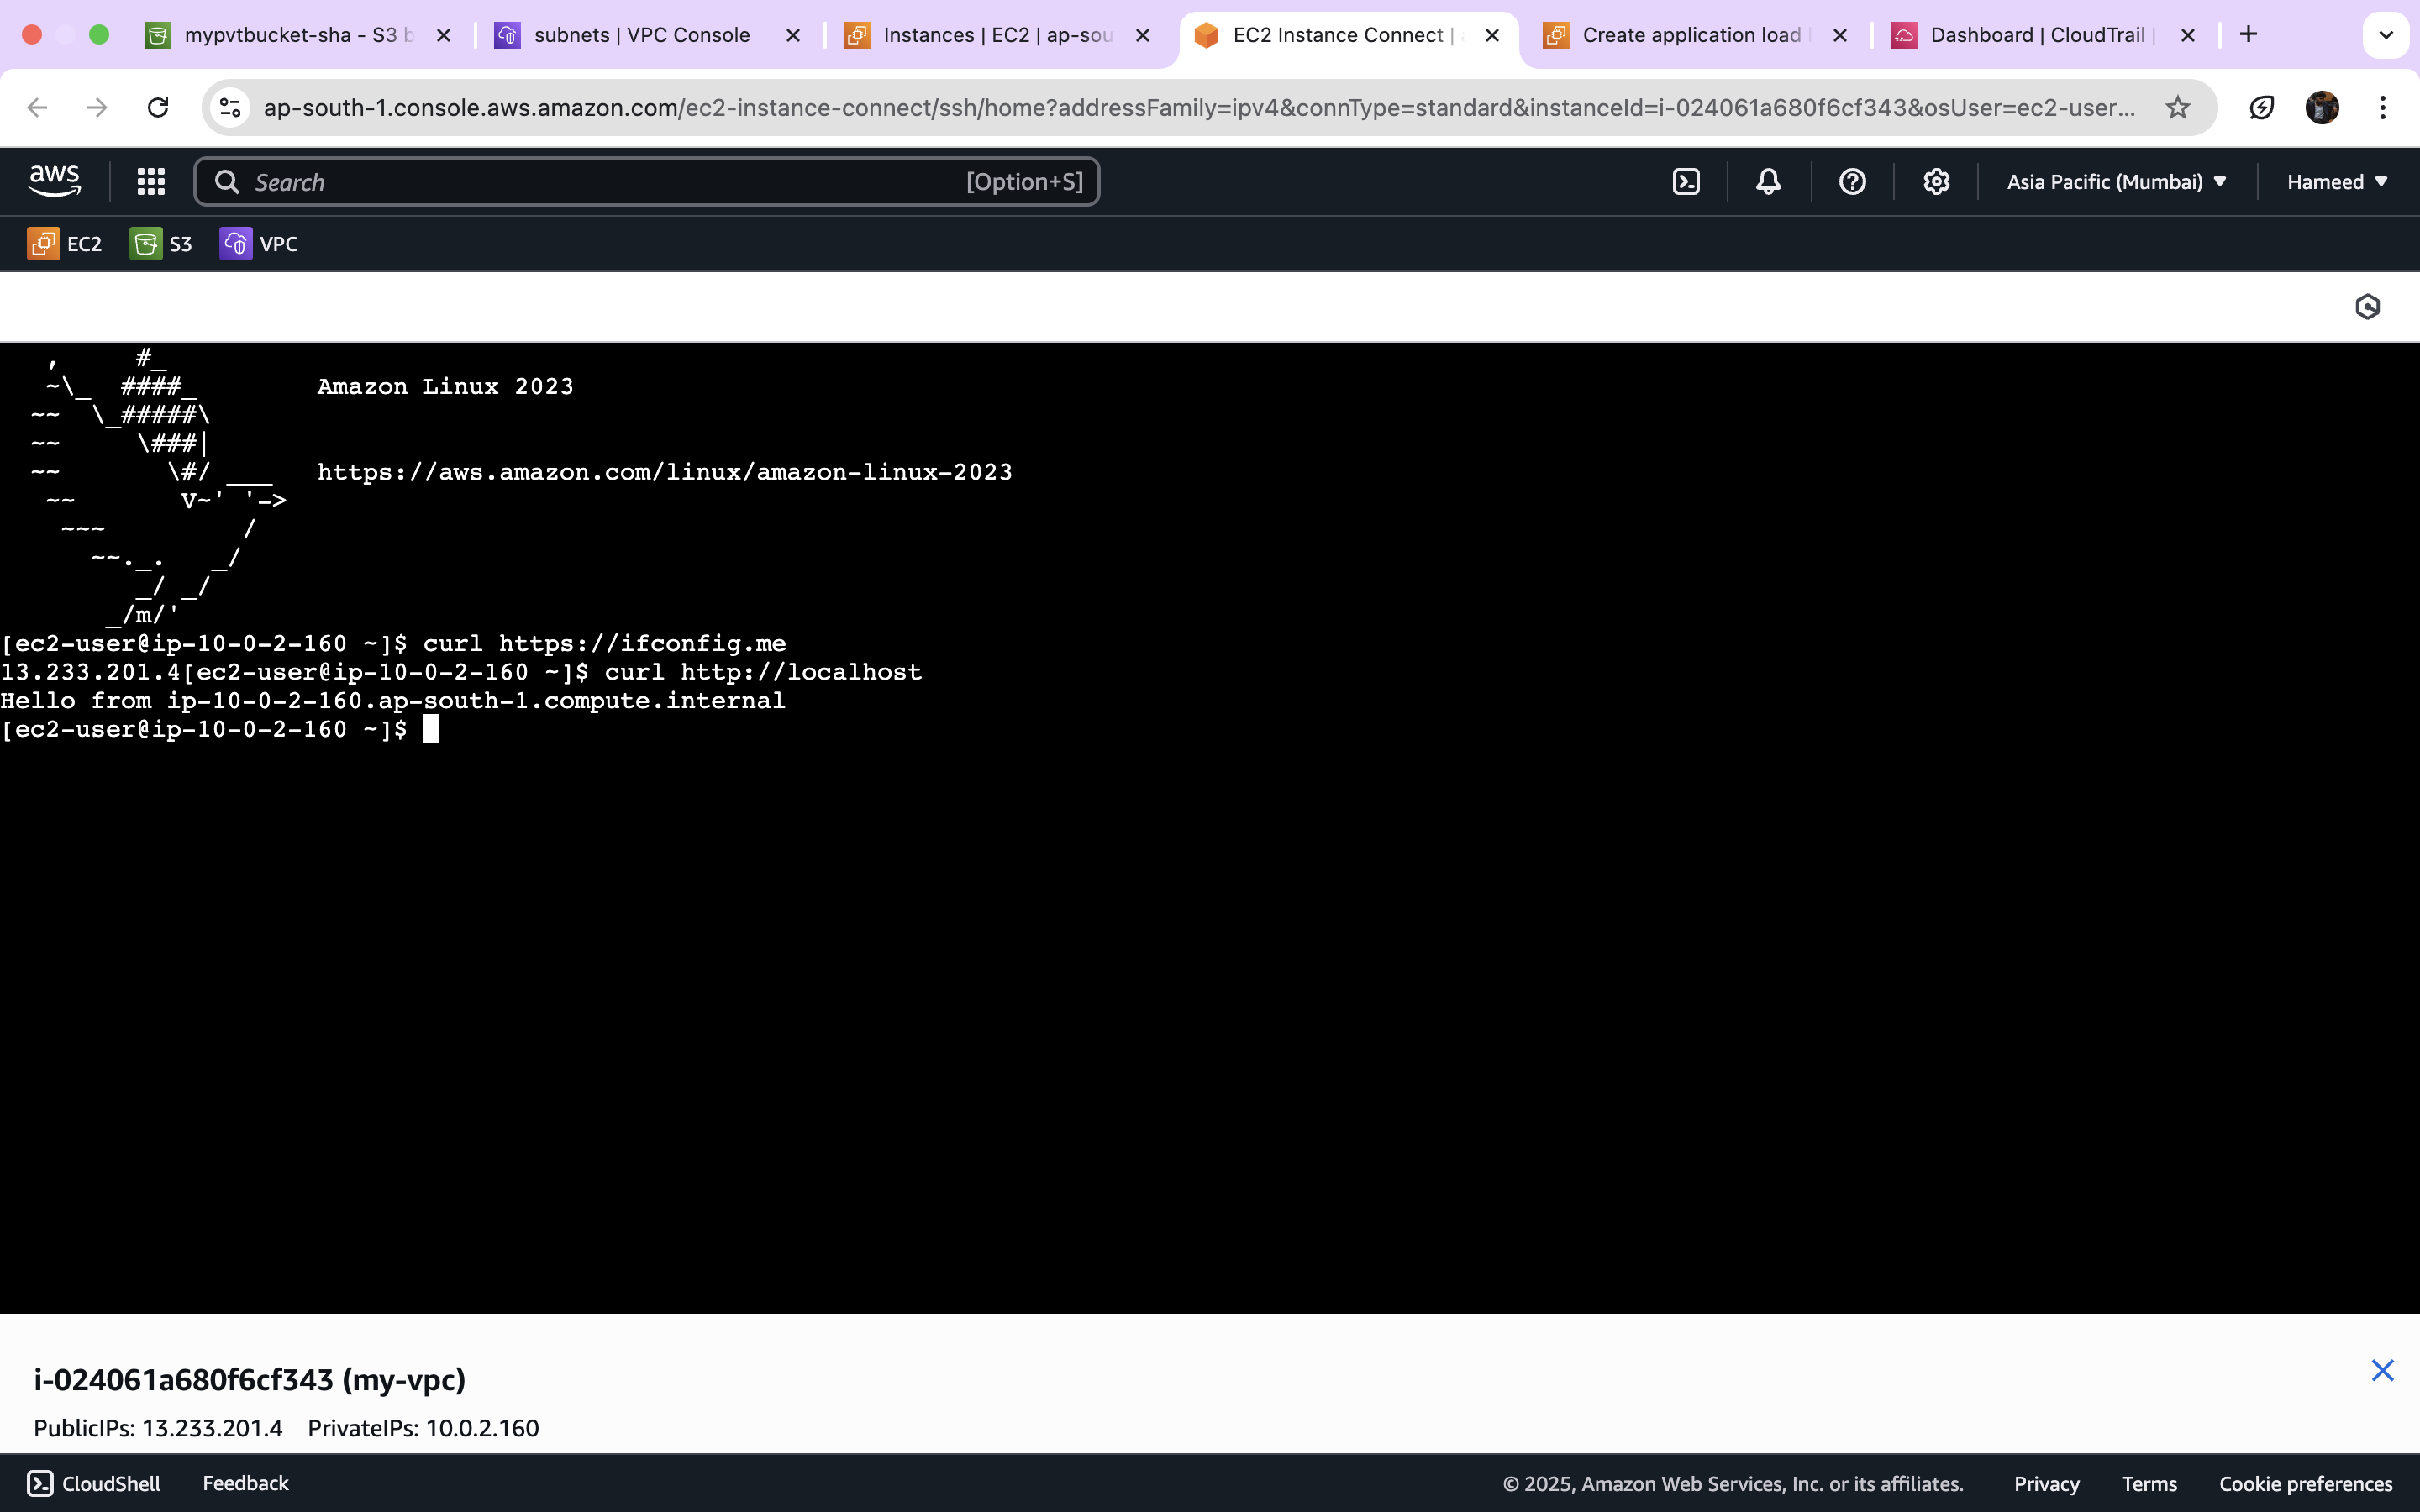 mypvtbucket-sha - S3 b
subnets | VPC Console
Instances | EC2 | ap-sou
EC2 Instance Connect |
Create application load
Dashboard | CloudTrail |
ap-south-1.console.aws.amazon.com/ec2-instance-connect/ssh/home?addressFamily=ipv4&connType=standard&instanceId=i-024061a680f6cf343&osUser=ec2-user...
aws
Search
[Option+S]
Asia Pacific (Mumbai)
Hameed
EC2
S3
VPC
   ,     #_
   ~\_  ####_        Amazon Linux 2023
  ~~  \_#####\
  ~~     \###|
  ~~       \#/ ___   https://aws.amazon.com/linux/amazon-linux-2023
   ~~       V~' '->
    ~~~         /
      ~~._.   _/
         _/ _/
       _/m/'
[ec2-user@ip-10-0-2-160 ~]$ curl https://ifconfig.me
13.233.201.4[ec2-user@ip-10-0-2-160 ~]$ curl http://localhost
Hello from ip-10-0-2-160.ap-south-1.compute.internal
[ec2-user@ip-10-0-2-160 ~]$
i-024061a680f6cf343 (my-vpc)
PublicIPs: 13.233.201.4 PrivateIPs: 10.0.2.160
CloudShell
Feedback
© 2025, Amazon Web Services, Inc. or its affiliates.
Privacy
Terms
Cookie preferences